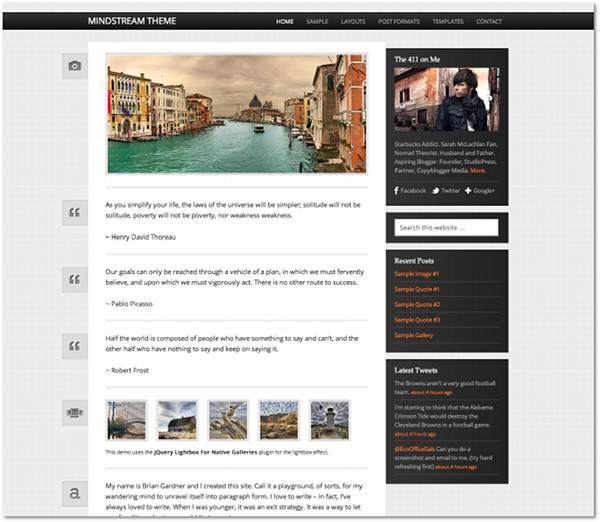 MINDSTREAM THEME
HOME SAMPLE LAYOUTS POST FORMATS TEMPLATES CONTACT
As you simplify your life, the laws of the universe will be simpler; solitude will not be
solitude, poverty will not be poverty, nor weakness weakness.
~ Henry David Thoreau
Our goals can only be reached through a vehicle of a plan, in which we must fervently
believe, and upon which we must vigorously act. There is no other route to success.
~ Pablo Picasso
Half the world is composed of people who have something to say and can't, and the
other half who have nothing to say and keep on saying it.
~ Robert Frost
This demo uses the jQuery Lightbox For Native Galleries plugin for the lightbox effect.
a
My name is Brian Gardner and I created this site. Call it a playground, of sorts, for my
wandering mind to unravel itself into paragraph form. I love to write – in fact, I've
always loved to write. When I was younger, it was an exit strategy. It was a way to let
The 411 on Me
Starbucks Addict. Sarah McLachlan Fan.
Nomad Theorist. Husband and Father.
Aspiring Blogger. Founder, StudioPress.
Partner, Copyblogger Media. More.
Facebook Twitter Google+
Search this website ...
Recent Posts
Sample Image #1
Sample Quote #1
Sample Quote #2
Sample Quote #3
Sample Gallery
Latest Tweets
The Browns aren't a very good football
team. about 4 hours ago
I'm starting to think that the Alabama
Crimson Tide would destroy the
Cleveland Browns in a football game.
about 4 hours ago
@EcoOfficeGals Can you do a
screenshot and email to me. (try hard
refreshing first) about 4 hours ago